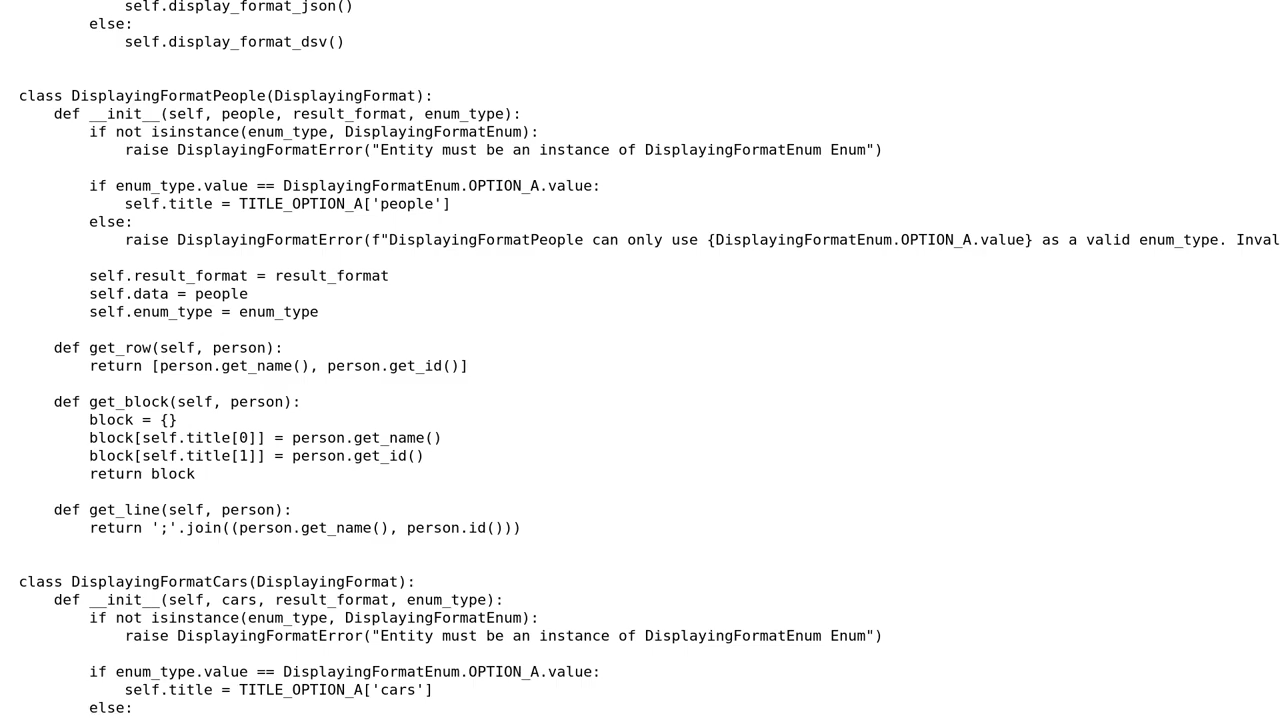 self.display_format_json()
        else:
            self.display_format_dsv()


class DisplayingFormatPeople(DisplayingFormat):
    def __init__(self, people, result_format, enum_type):
        if not isinstance(enum_type, DisplayingFormatEnum):
            raise DisplayingFormatError("Entity must be an instance of DisplayingFormatEnum Enum")

        if enum_type.value == DisplayingFormatEnum.OPTION_A.value:
            self.title = TITLE_OPTION_A['people']
        else:
            raise DisplayingFormatError(f"DisplayingFormatPeople can only use {DisplayingFormatEnum.OPTION_A.value} as a valid enum_type. Inval

        self.result_format = result_format
        self.data = people
        self.enum_type = enum_type

    def get_row(self, person):
        return [person.get_name(), person.get_id()]

    def get_block(self, person):
        block = {}
        block[self.title[0]] = person.get_name()
        block[self.title[1]] = person.get_id()
        return block

    def get_line(self, person):
        return ';'.join((person.get_name(), person.id()))


class DisplayingFormatCars(DisplayingFormat):
    def __init__(self, cars, result_format, enum_type):
        if not isinstance(enum_type, DisplayingFormatEnum):
            raise DisplayingFormatError("Entity must be an instance of DisplayingFormatEnum Enum")

        if enum_type.value == DisplayingFormatEnum.OPTION_A.value:
            self.title = TITLE_OPTION_A['cars']
        else: